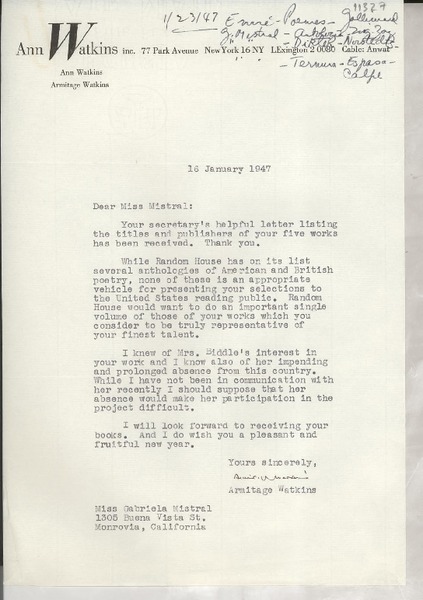 11327
1/23/47 Envié - Poemes - Gallimard
G. Mistral - Antología Zig Zag
Ann Watkins inc. 77 Park Avenue New York 16 NY LExington 2 0080 Cable: Anwat
Ann Watkins
- Ternura - Espasa-
Armitage Watkins
Calpe
16 January 1947
Dear Miss Mistral:
Your secretary's helpful letter listing
the titles and publishers of your five works
has been received. Thank you.
While Random House has on its list
several anthologies of American and British
poetry, none of these is an appropriate
vehicle for presenting your selections to
the United States reading public. Random
House would want to do an important single
volume of those of your works which you
consider to be truly representative of
your finest talent.
I knew of Mrs. Biddle's interest in
your work and I know also of her impending
and prolonged absence from this country.
While I have not been in communication with
her recently I should suppose that her
absence would make her participation in the
project difficult.
I will look forward to receiving your
books. And I do wish you a pleasant and
fruitful new year.
Yours sincerely,
Armitage Watkins
Armitage Watkins
Miss Gabriela Mistral
1305 Buena Vista St.
Monrovia, California